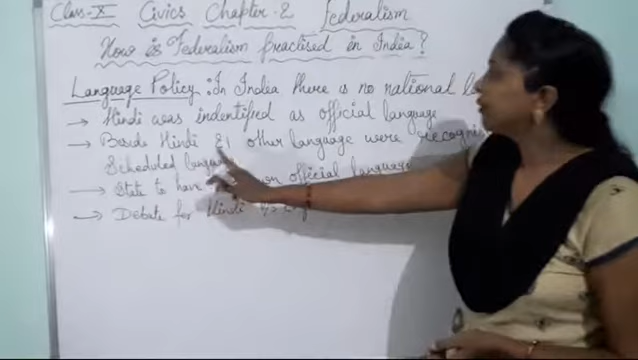 Class-X Civics Chapter-2 Federalism
How is Federalism practised in India?
Language Policy :- In India there is no national
→ Hindi was indentified as official language
→ Beside Hindi 21 other language were
Scheduled
→ State to have own official language
→ Debate for Hindi